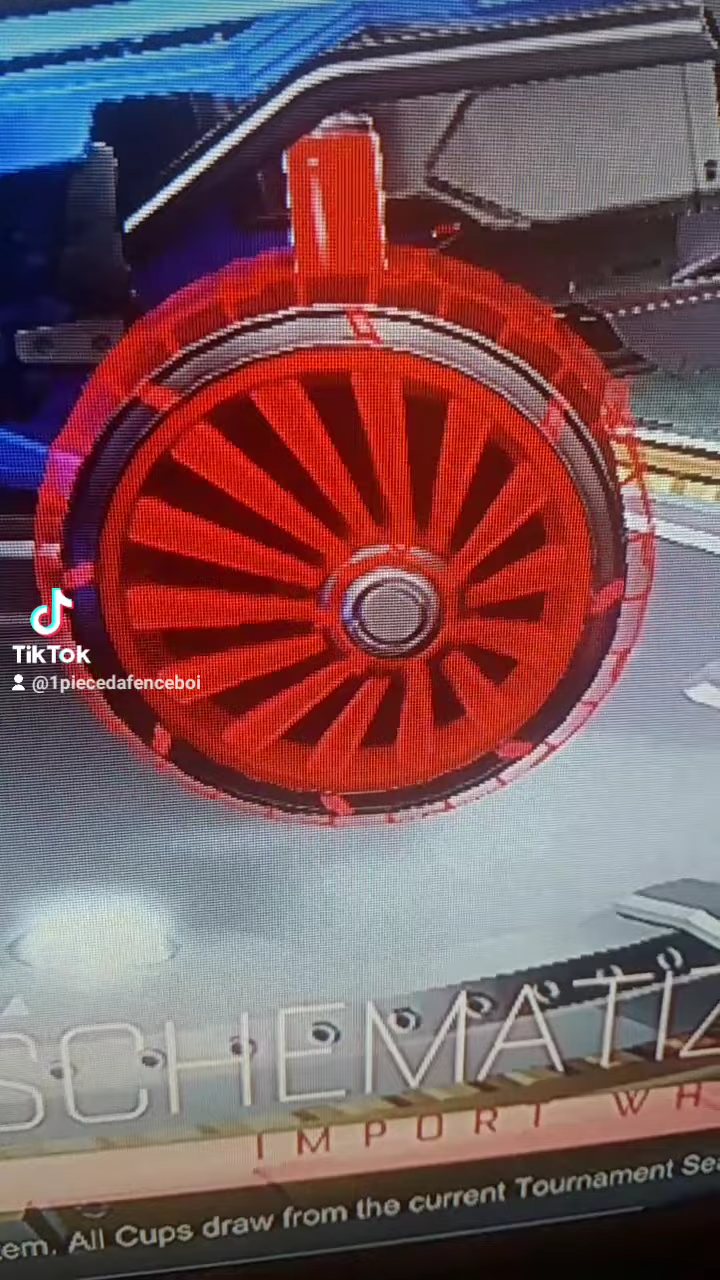 TikTok
@1piecedafenceboi
SCHEMATIZ
IMPORT WH
tem. All Cups draw from the current Tournament Sea